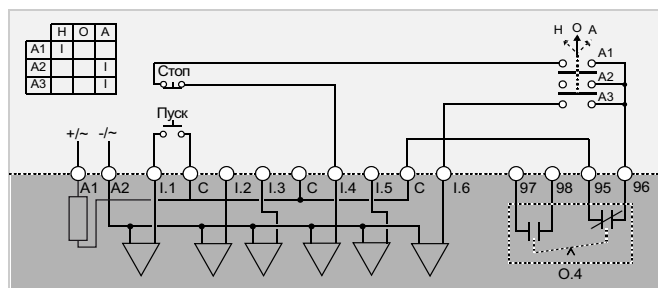 H O A
A1 I
A2 I
A3 I
H O A
A1
A2
A3
Стоп
Пуск
+/~ -/~
A1 A2 I.1 C I.2 I.3 C I.4 I.5 C I.6 97 98 95 96
O.4